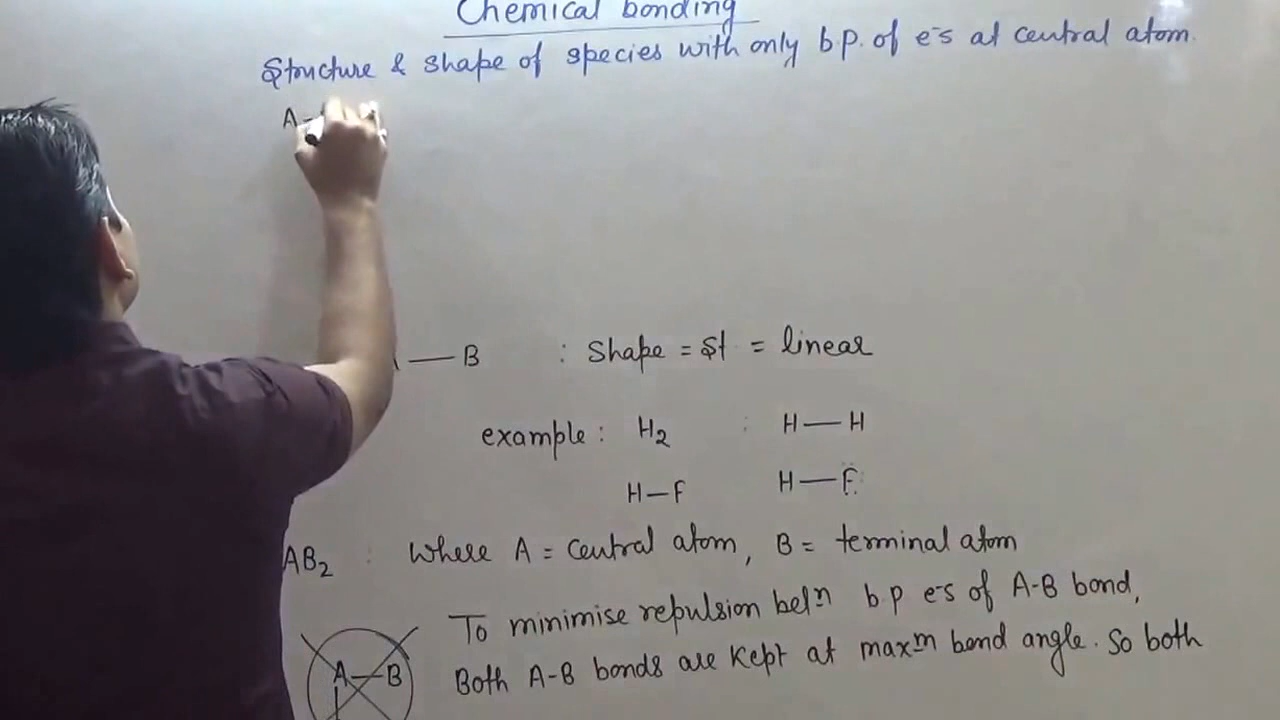 Chemical bonding
Structure & shape of species with only b.p. of e-s at central atom.
A-
— B : Shape = St = linear
example : H2 : H — H
H — F H — F
AB2 : Where A = Central atom, B = terminal atom
To minimise repulsion betn b.p e-s of A-B bond,
Both A-B bonds are kept at maxm bond angle. So both
A — B